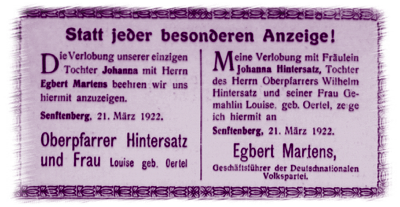 Statt jeder besonderen Anzeige!
Die Verlobung unserer einzigen
Tochter Johanna mit Herrn
Egbert Martens beehren wir uns
hiermit anzuzeigen.
Senftenberg, 21. März 1922.
Oberpfarrer Hintersatz
und Frau Louise geb. Oertel
Meine Verlobung mit Fräulein
Johanna Hintersatz, Tochter
des Herrn Oberpfarrers Wilhelm
Hintersatz und seiner Frau Ge-
mahlin Louise, geb. Oertel, zeige
ich hiermit an
Senftenberg, 21. März 1922.
Egbert Martens,
Geschäftsführer der Deutschnationalen
Volkspartei.